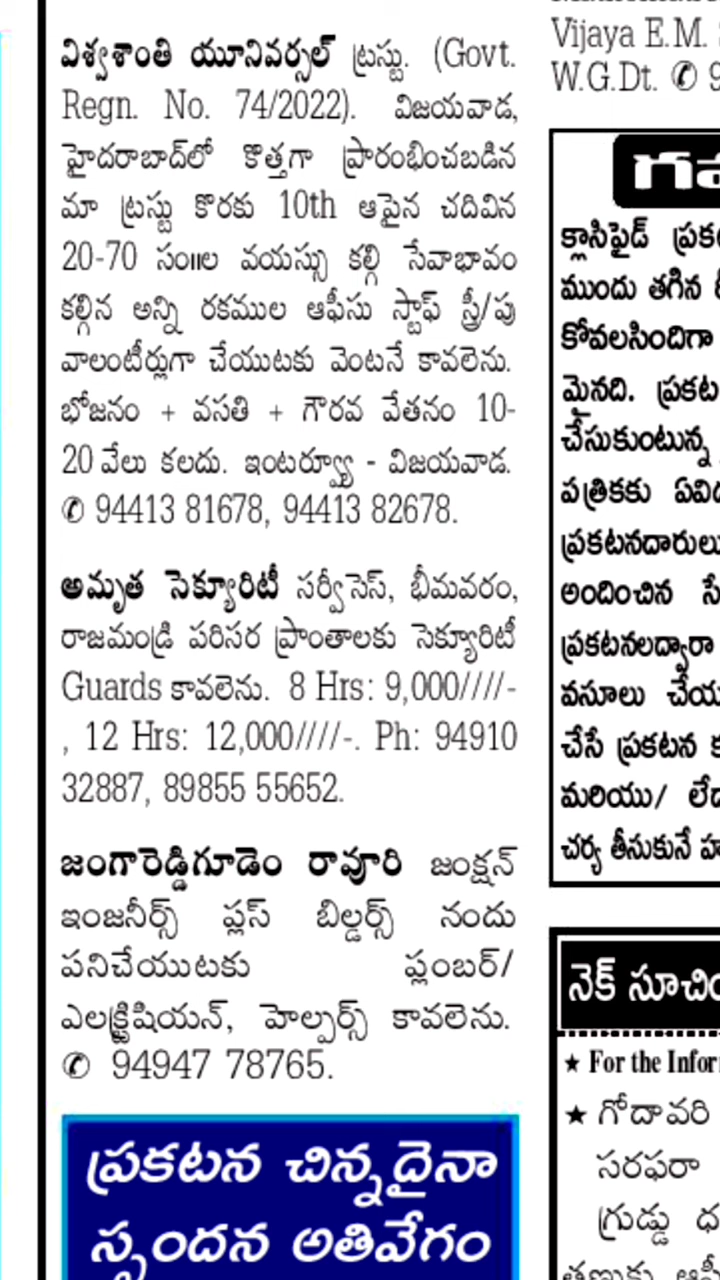 విశ్వశాంతి యూనివర్సల్ ట్రస్టు. (Govt.
Regn. No. 74/2022). విజయవాడ,
హైదరాబాద్‌లో కొత్తగా ప్రారంభించబడిన
మా ట్రస్టు కొరకు 10th ఆపైన చదివిన
20-70 సం॥ల వయస్సు కల్గి సేవాభావం
కల్గిన అన్ని రకముల ఆఫీసు స్టాఫ్ స్త్రీ/పు
వాలంటీర్లుగా చేయుటకు వెంటనే కావలెను.
భోజనం + వసతి + గౌరవ వేతనం 10-
20 వేలు కలదు. ఇంటర్వ్యూ - విజయవాడ.
✆ 94413 81678, 94413 82678.
అమృత సెక్యూరిటీ సర్వీసెస్, భీమవరం,
రాజమండ్రి పరిసర ప్రాంతాలకు సెక్యూరిటీ
Guards కావలెను. 8 Hrs: 9,000////-
, 12 Hrs: 12,000////-. Ph: 94910
32887, 89855 55652.
జంగారెడ్డిగూడెం రావూరి జంక్షన్
ఇంజనీర్స్ ప్లస్ బిల్డర్స్ నందు
పనిచేయుటకు ప్లంబర్/
ఎలక్ట్రిషియన్, హెల్పర్స్ కావలెను.
✆ 94947 78765.
ప్రకటన చిన్నదైనా
స్పందన అతివేగం
Vijaya E.M.
W.G.Dt. ✆ 9
క్లాసిఫైడ్
ముందు తగిన
కోవలసిందిగా
మైనది.
చేసుకుంటున్న
పత్రికకు
ప్రకటనదారులు
అందించిన
ప్రకటనలద్వారా
వసూలు
చేసే ప్రకటన
మరియు/
చర్య తీసుకునే
నెక్
★ For the
★ గోదావరి
సరఫరా
గ్రుడ్డు